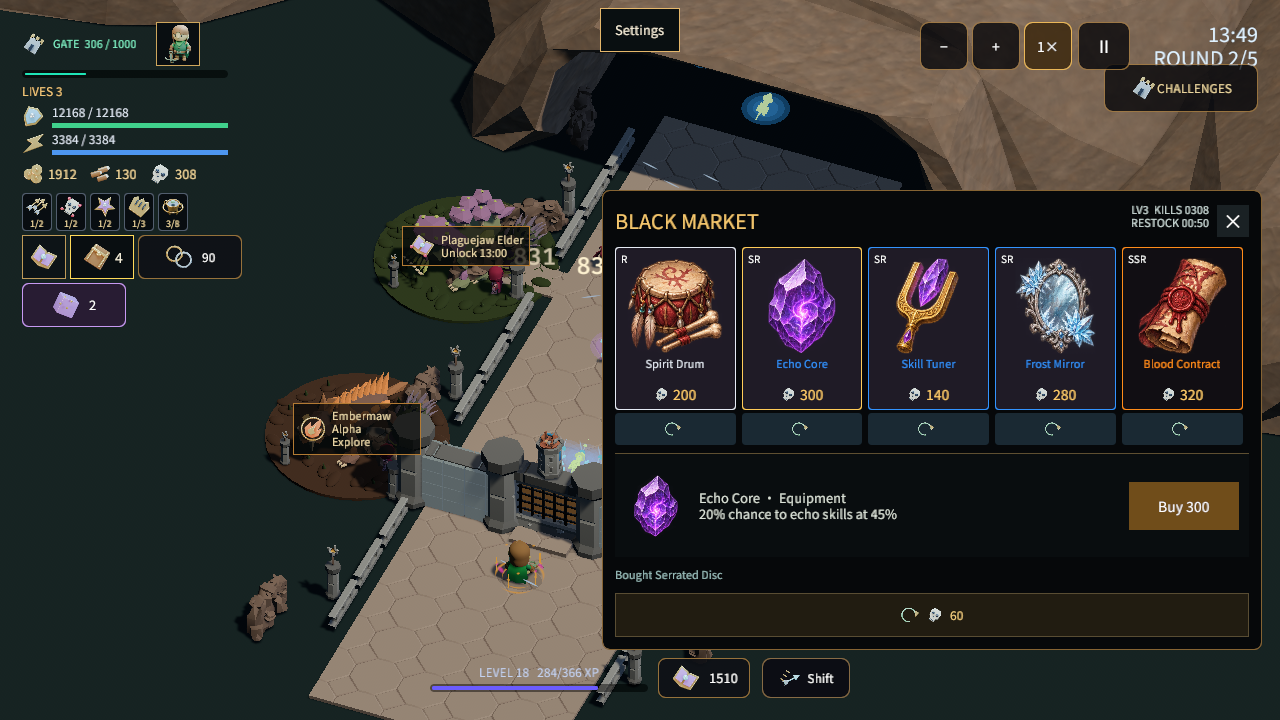 GATE 306 / 1000
LIVES 3
12168 / 12168
3384 / 3384
1912
130
308
1/2
1/2
1/2
1/3
3/8
4
90
2
Settings
−
+
1×
13:49
ROUND 2/5
CHALLENGES
Plaguejaw Elder
Unlock 13:00
831
83
Embermaw
Alpha
Explore
BLACK MARKET
LV3 KILLS 0308
RESTOCK 00:50
R
Spirit Drum
200
SR
Echo Core
300
SR
Skill Tuner
140
SR
Frost Mirror
280
SSR
Blood Contract
320
Echo Core • Equipment
20% chance to echo skills at 45%
Buy 300
Bought Serrated Disc
60
LEVEL 18 284/366 XP
1510
Shift